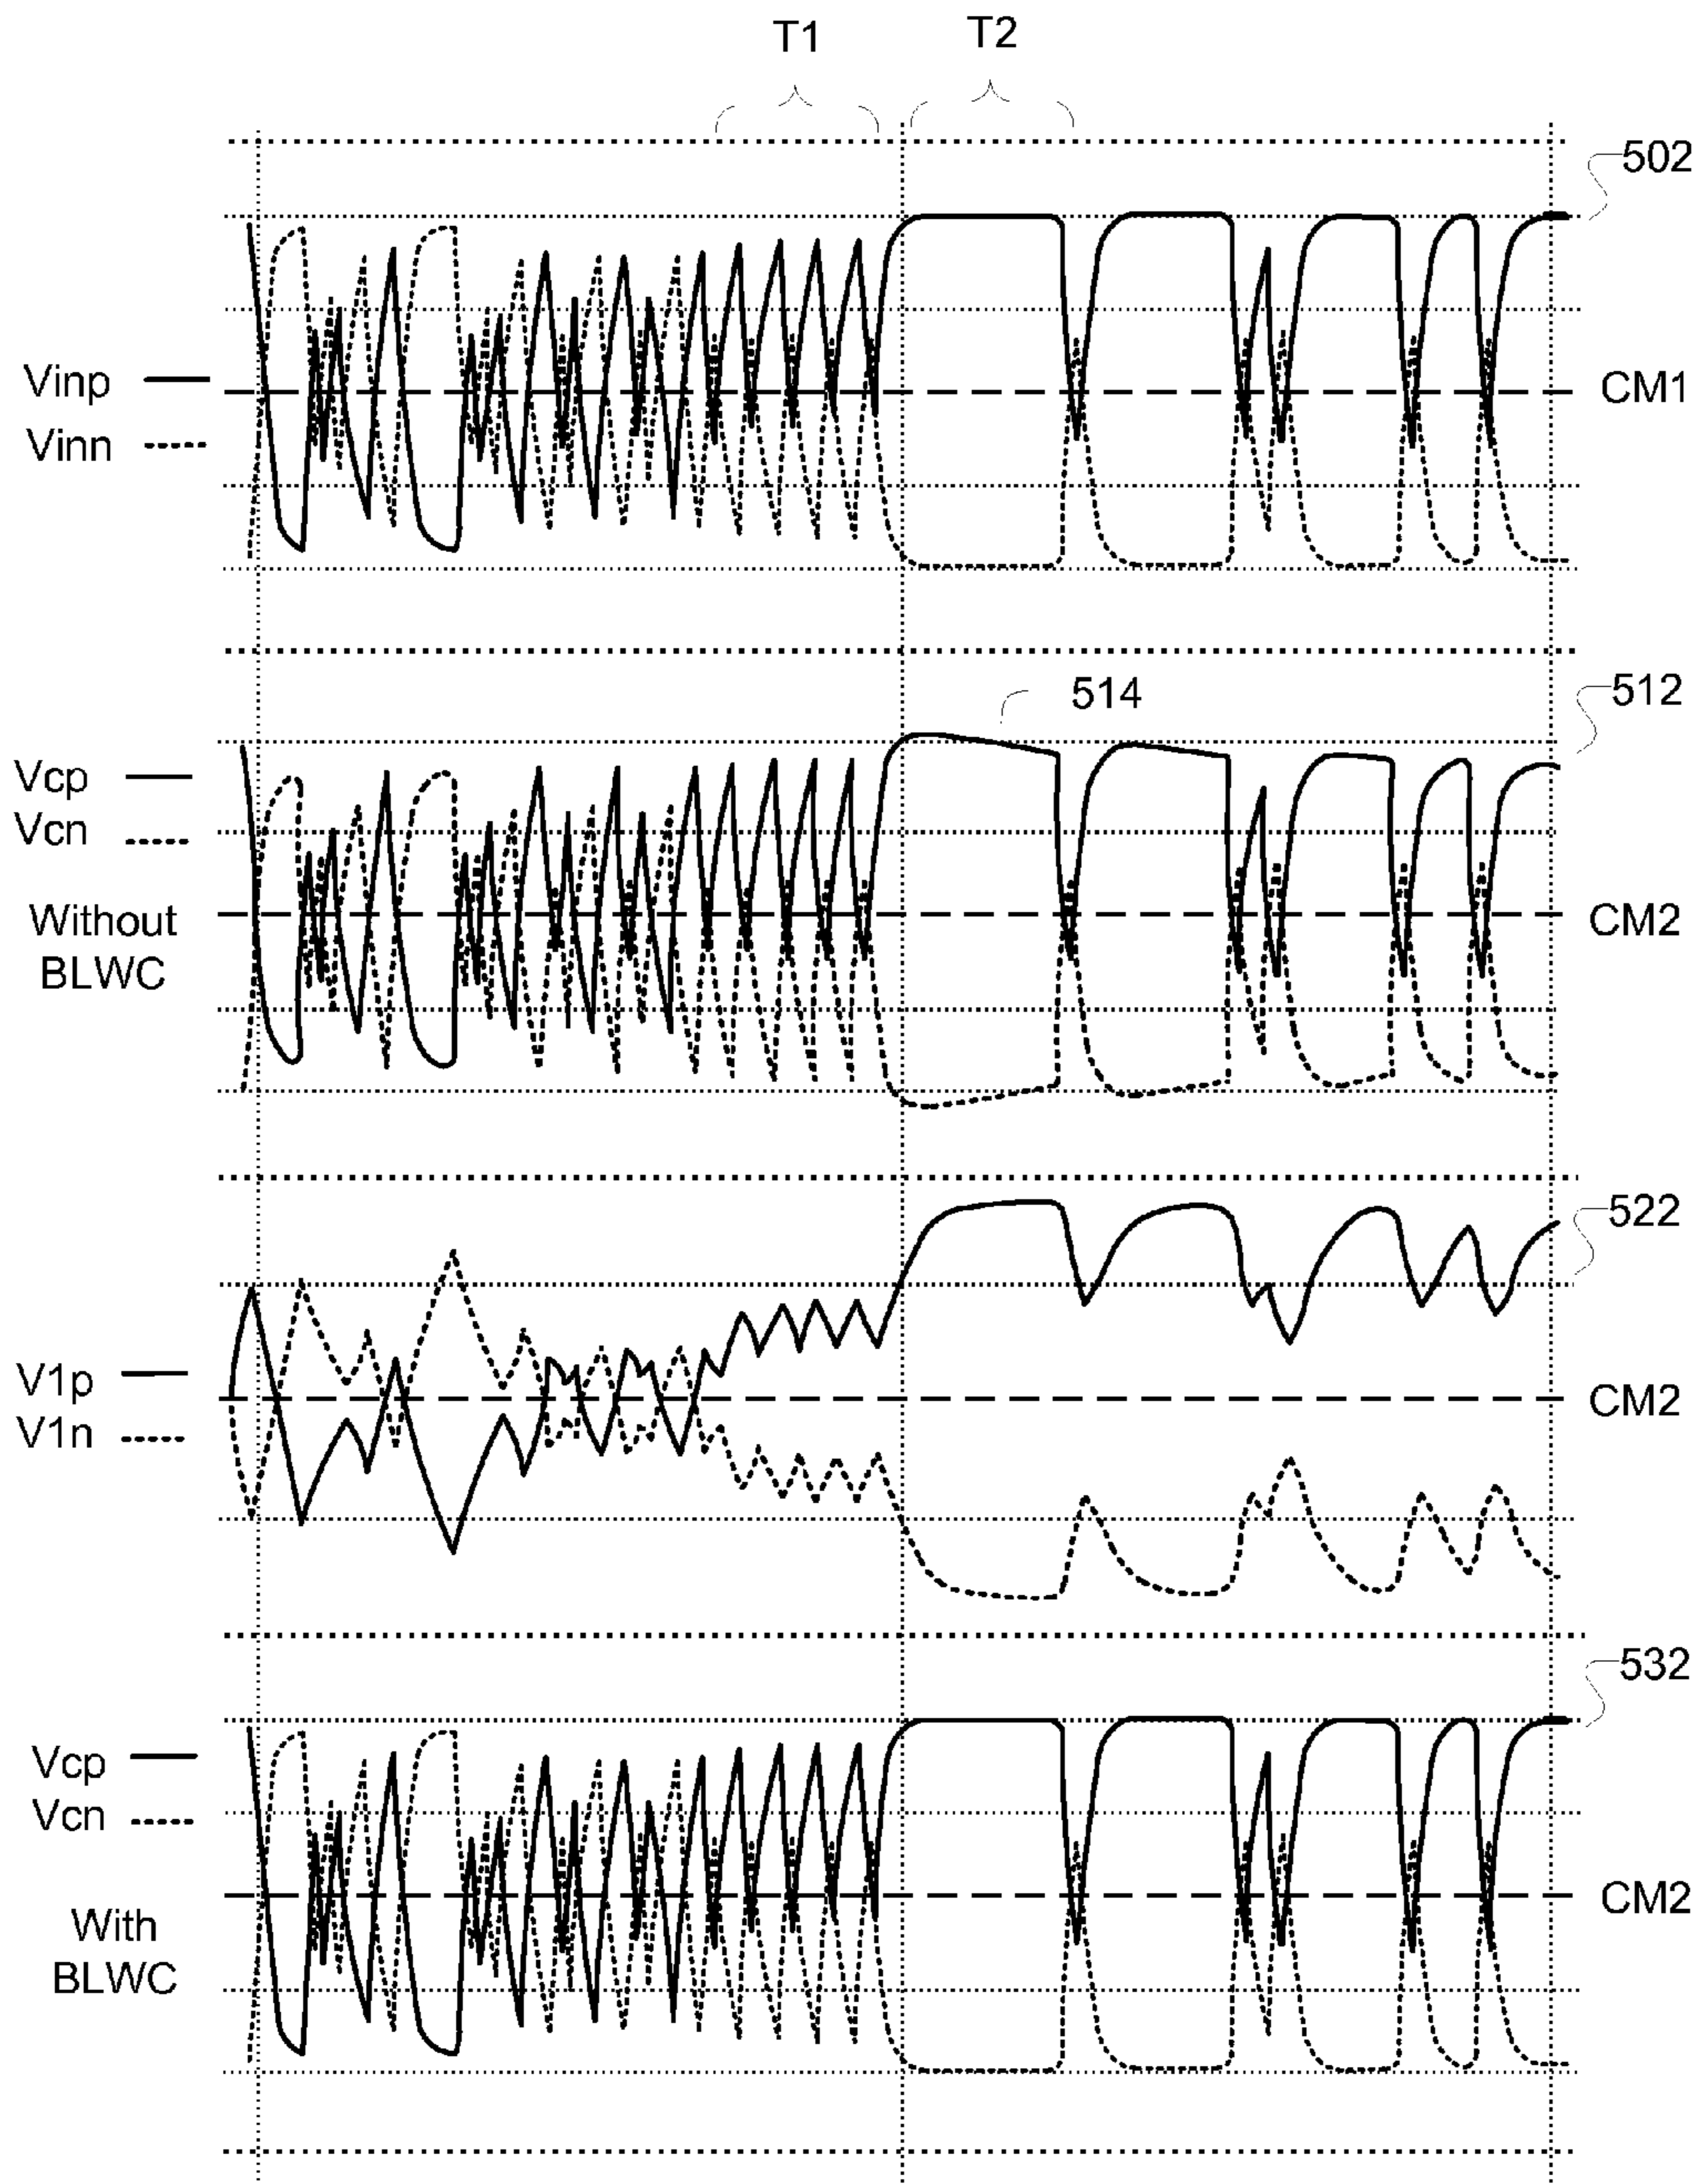 T1 T2
502
Vinp
CM1
Vinn
514
512
Vcp
Vcn
Without
BLWC
CM2
522
V1p
CM2
V1n
532
Vcp
Vcn
With
BLWC
CM2